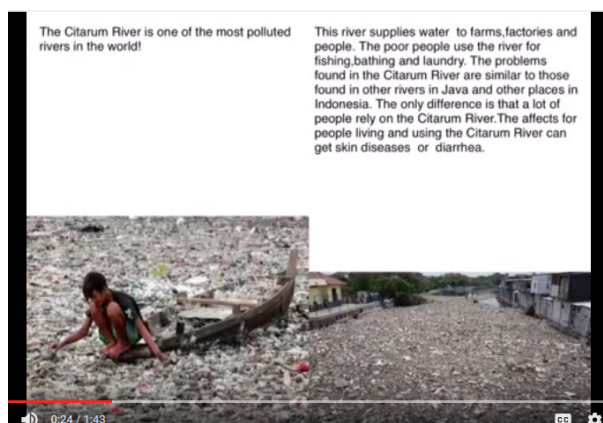 The Citarum River is one of the most polluted
rivers in the world!
This river supplies water  to farms,factories and
people. The poor people use the river for
fishing,bathing and laundry. The problems
found in the Citarum River are similar to those
found in other rivers in Java and other places in
Indonesia. The only difference is that a lot of
people rely on the Citarum River.The affects for
people living and using the Citarum River can
get skin diseases  or  diarrhea.
0:24 / 1:43
CC